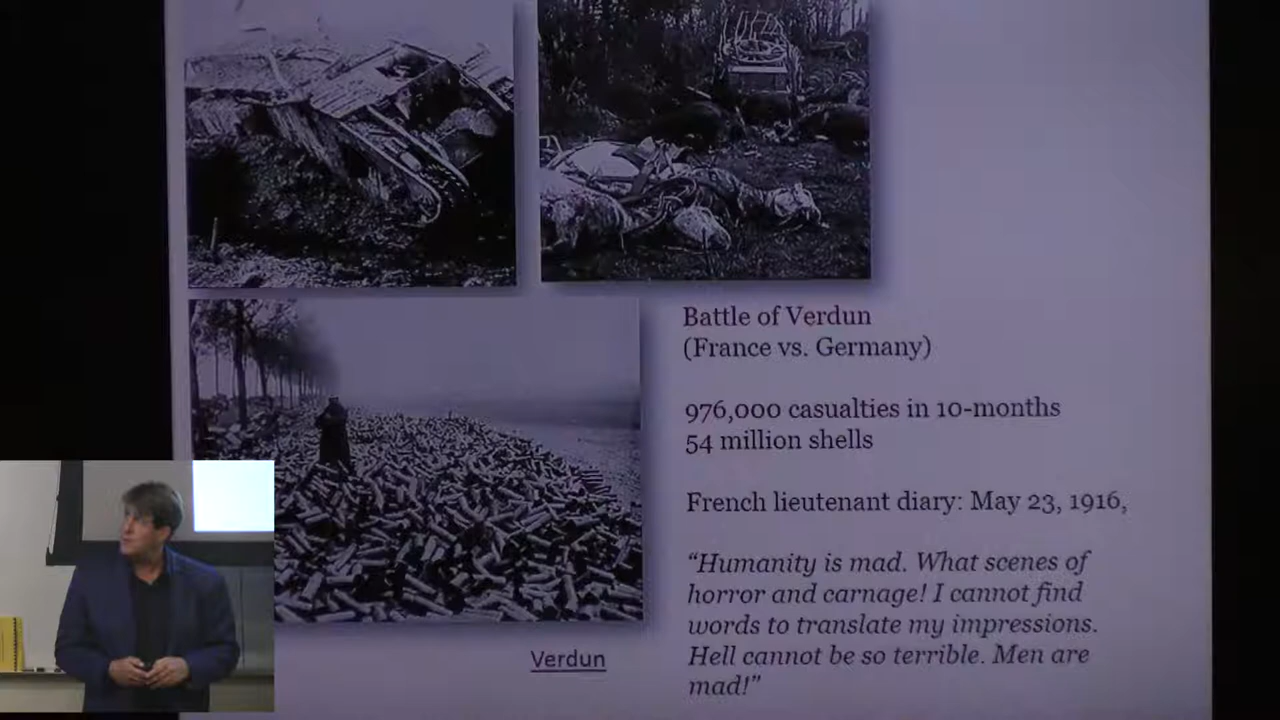 Battle of Verdun
(France vs. Germany)
976,000 casualties in 10-months
54 million shells
French lieutenant diary: May 23, 1916,
“Humanity is mad. What scenes of
horror and carnage! I cannot find
words to translate my impressions.
Hell cannot be so terrible. Men are
mad!”
Verdun